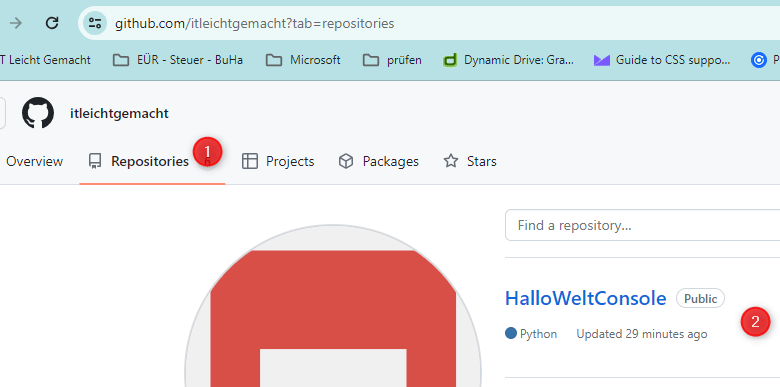 github.com/itleichtgemacht?tab=repositories
T Leicht Gemacht EÜR - Steuer - BuHa Microsoft prüfen Dynamic Drive: Gra... Guide to CSS suppo... P
itleichtgemacht
Overview Repositories 1 Projects Packages Stars
Find a repository...
HalloWeltConsole Public
Python Updated 29 minutes ago 2